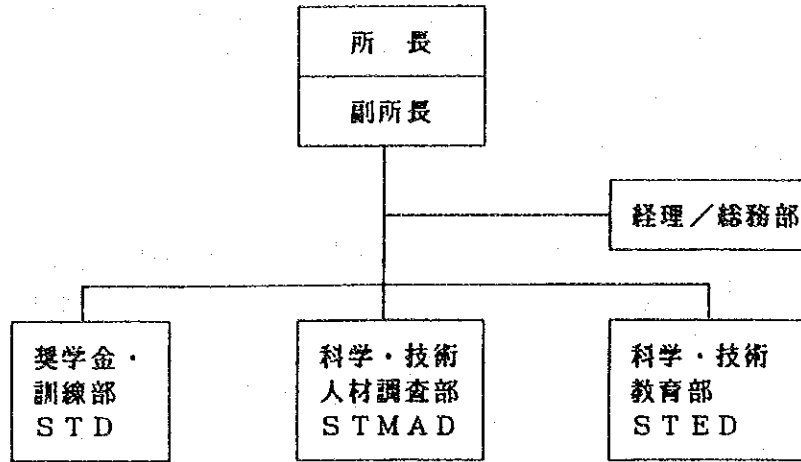 所 長
副所長
経理／総務部
奨学金・
訓練部
STD
科学・技術
人材調査部
STMAD
科学・技術
教育部
STED